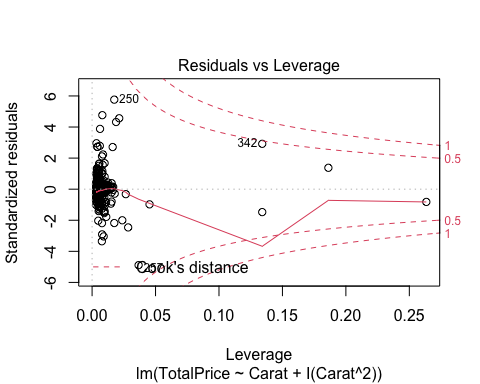 Residuals vs Leverage
Standardized residuals
6
4
2
0
-2
-4
-6
250
342
257
Cook's distance
1
0.5
0.5
1
0.00 0.05 0.10 0.15 0.20 0.25
Leverage
lm(TotalPrice ~ Carat + I(Carat^2))